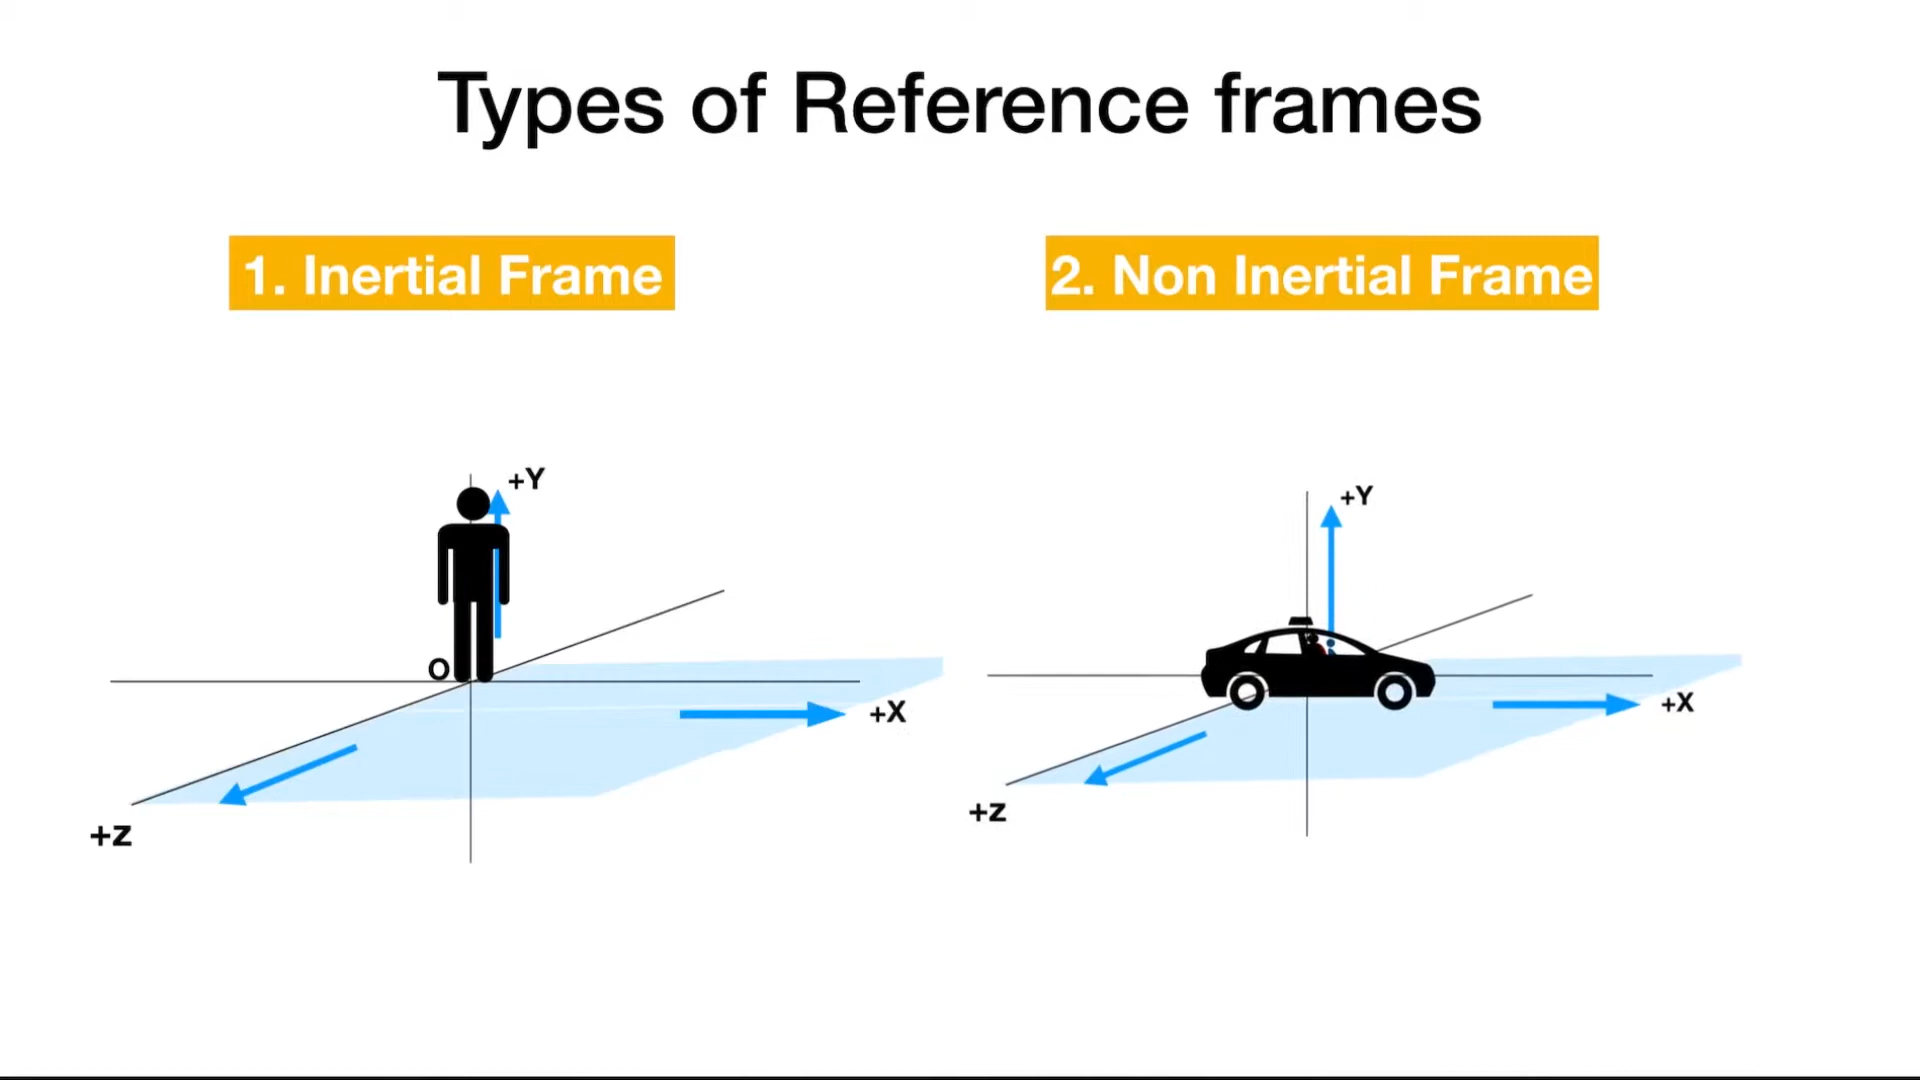 Types of Reference frames
1. Inertial Frame
2. Non Inertial Frame
+Y
O
+X
+Z
+Y
+X
+Z